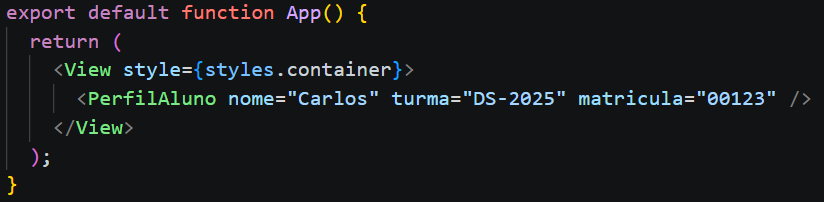 export default function App() {
  return (
    <View style={styles.container}>
      <PerfilAluno nome="Carlos" turma="DS-2025" matricula="00123" />
    </View>
  );
}